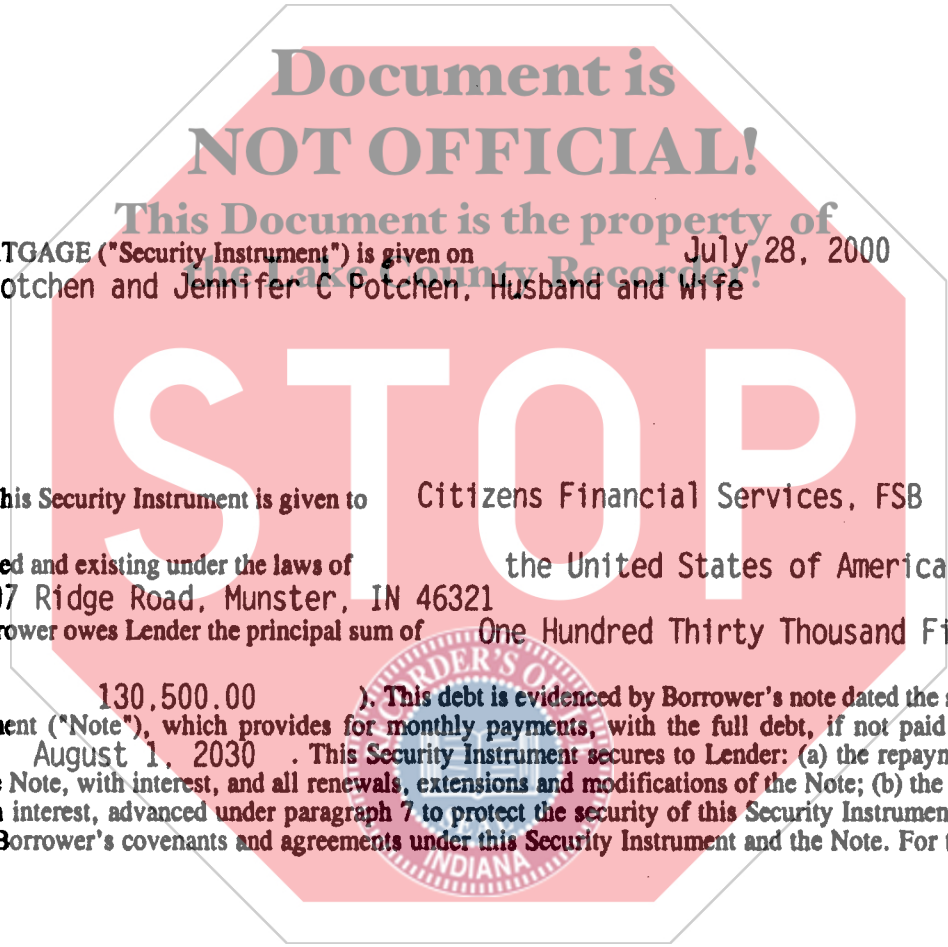 Document is
NOT OFFICIAL!
This Document is the property of
the Lake County Recorder!
TGAGE ("Security Instrument") is given on July 28, 2000
otchen and Jennifer C Potchen, Husband and Wife
STOP
his Security Instrument is given to Citizens Financial Services, FSB
ed and existing under the laws of the United States of America
07 Ridge Road, Munster, IN 46321
rower owes Lender the principal sum of One Hundred Thirty Thousand Fi
130,500.00 ). This debt is evidenced by Borrower's note dated the
ent ("Note"), which provides for monthly payments, with the full debt, if not paid
August 1, 2030 . This Security Instrument secures to Lender: (a) the repaym
Note, with interest, and all renewals, extensions and modifications of the Note; (b) the
interest, advanced under paragraph 7 to protect the security of this Security Instrumen
Borrower's covenants and agreements under this Security Instrument and the Note. For
RECORDER'S OF
INDIANA